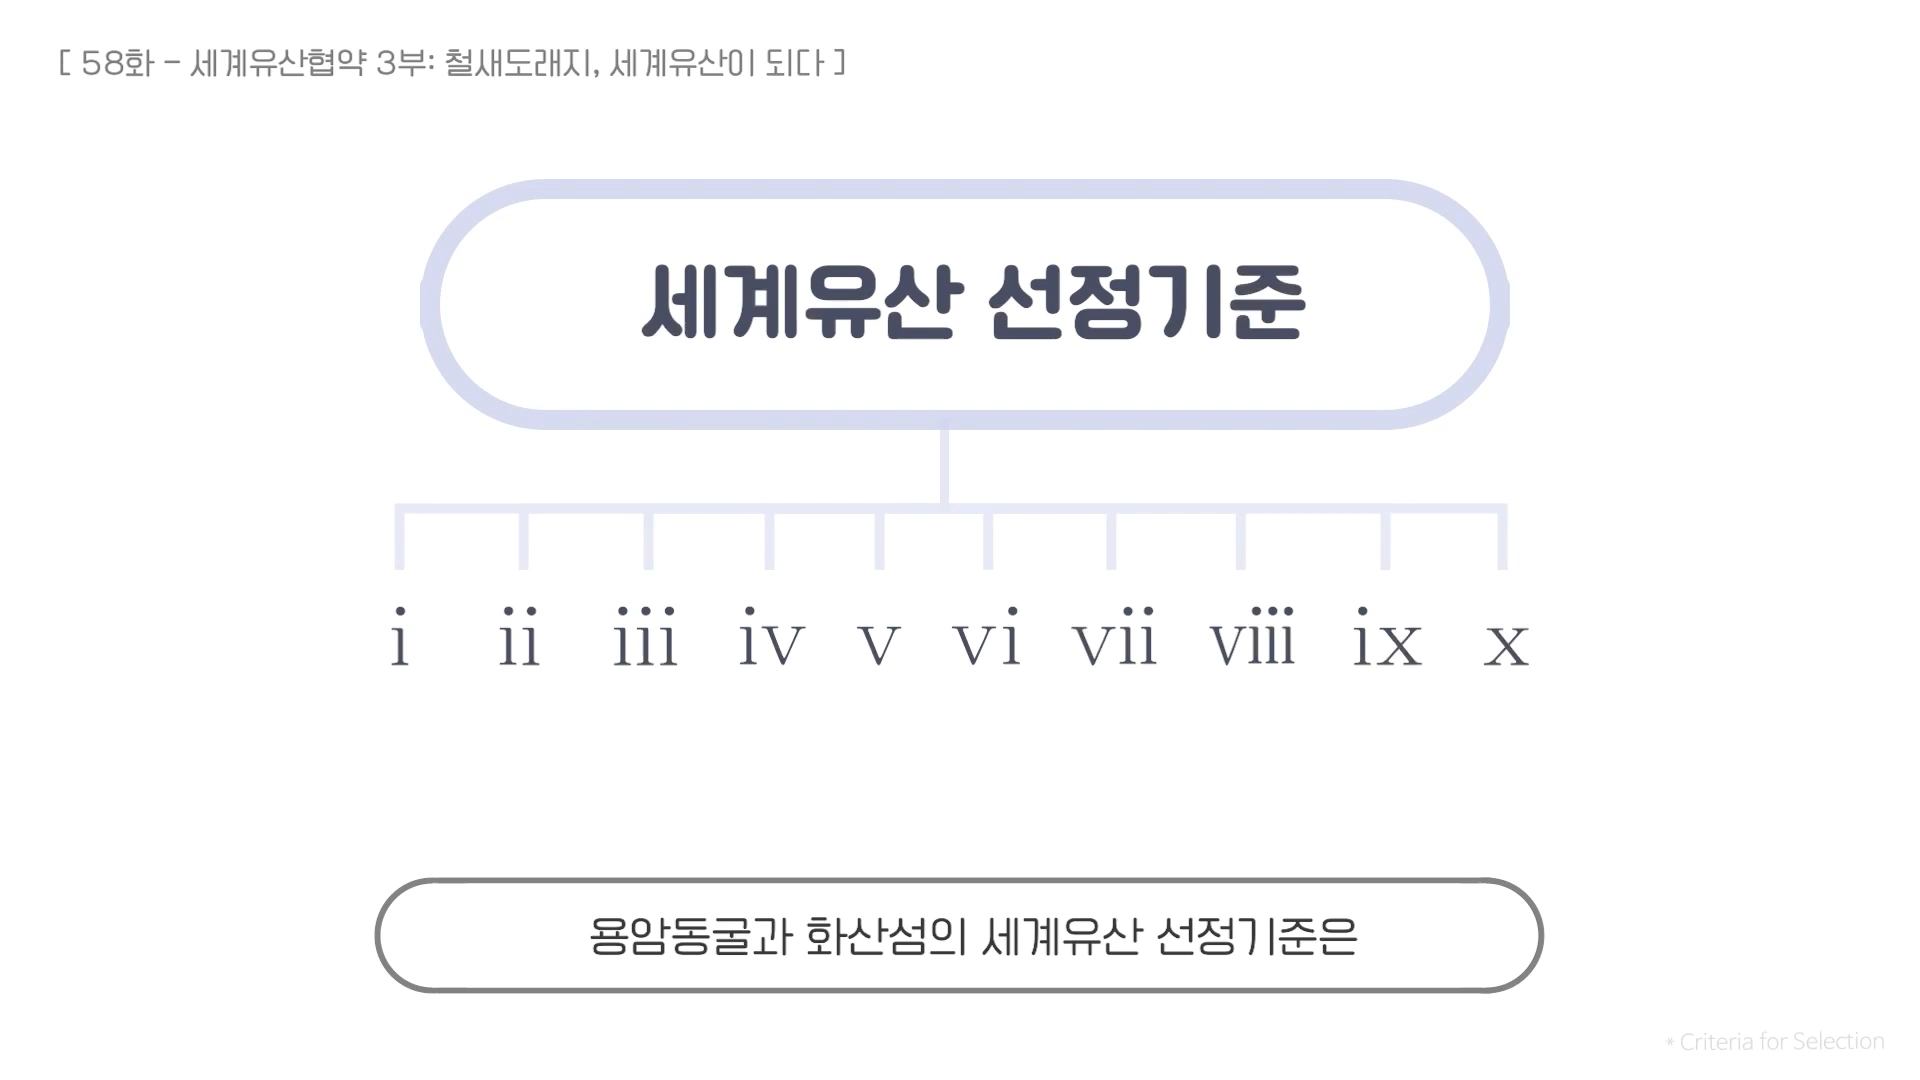 [ 58화 - 세계유산협약 3부: 철새도래지, 세계유산이 되다 ]
세계유산 선정기준
i ii iii iv v vi vii viii ix x
용암동굴과 화산섬의 세계유산 선정기준은
* Criteria for Selection